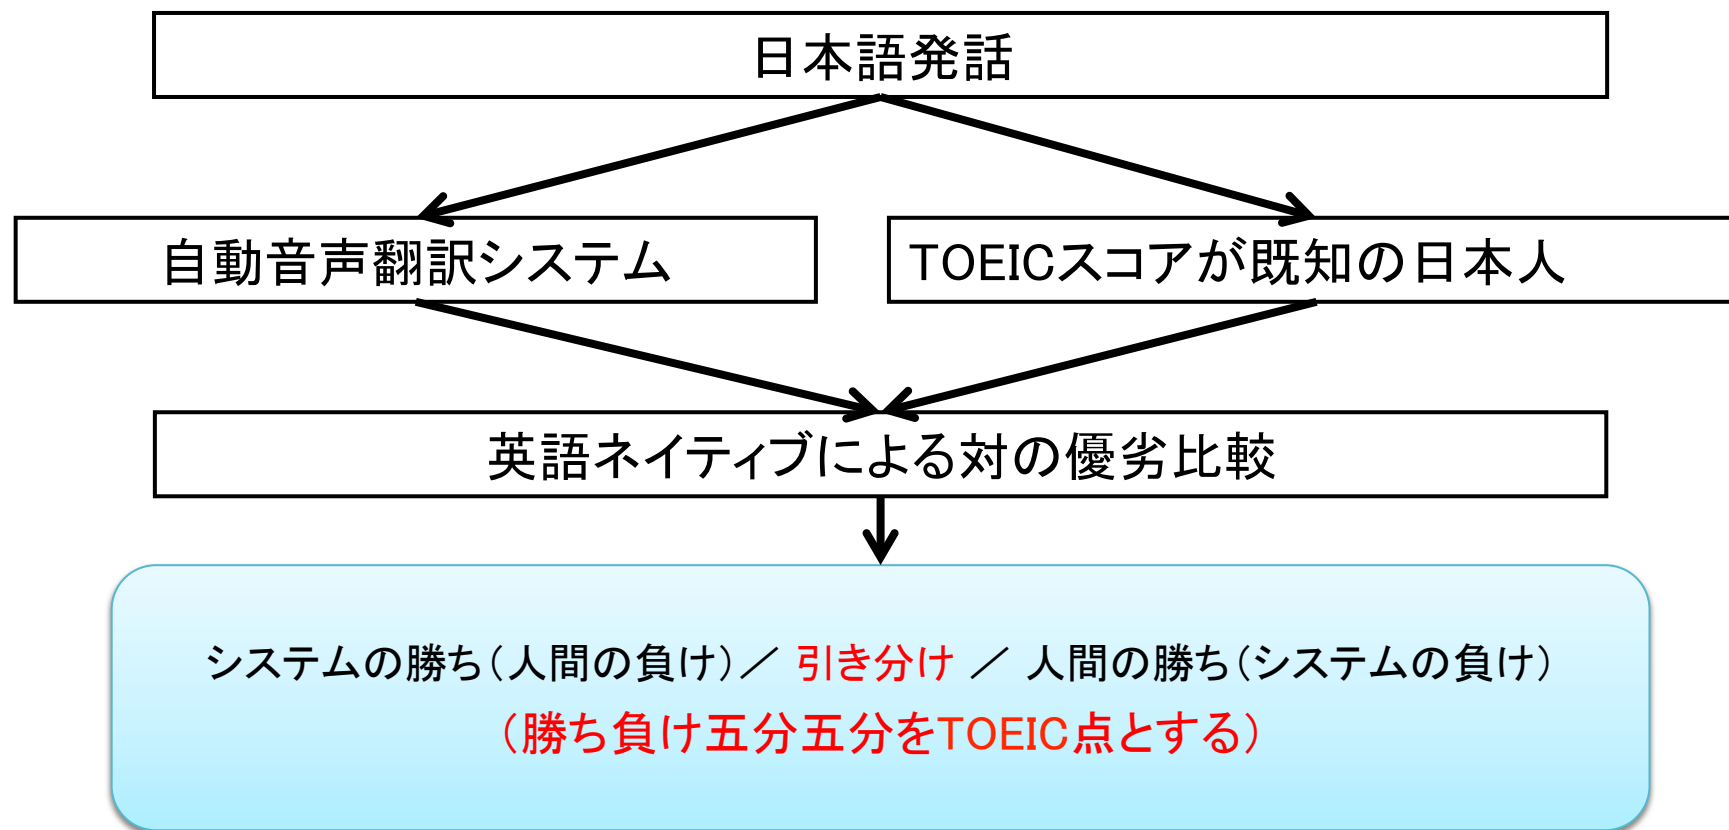 日本語発話
自動音声翻訳システム
TOEICスコアが既知の日本人
英語ネイティブによる対の優劣比較
システムの勝ち（人間の負け）／ 引き分け ／ 人間の勝ち（システムの負け）
（勝ち負け五分五分をTOEIC点とする）